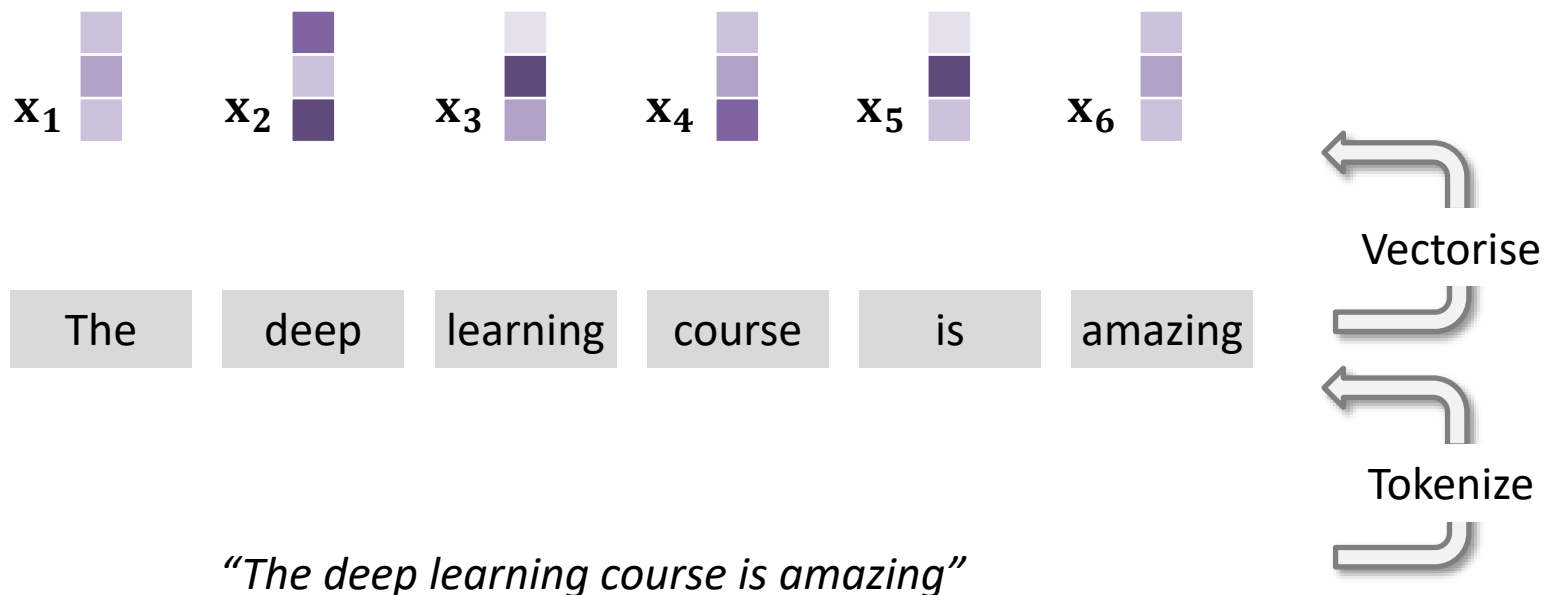 x₁ x₂ x₃ x₄ x₅ x₆
Vectorise
The deep learning course is amazing
Tokenize
“The deep learning course is amazing”